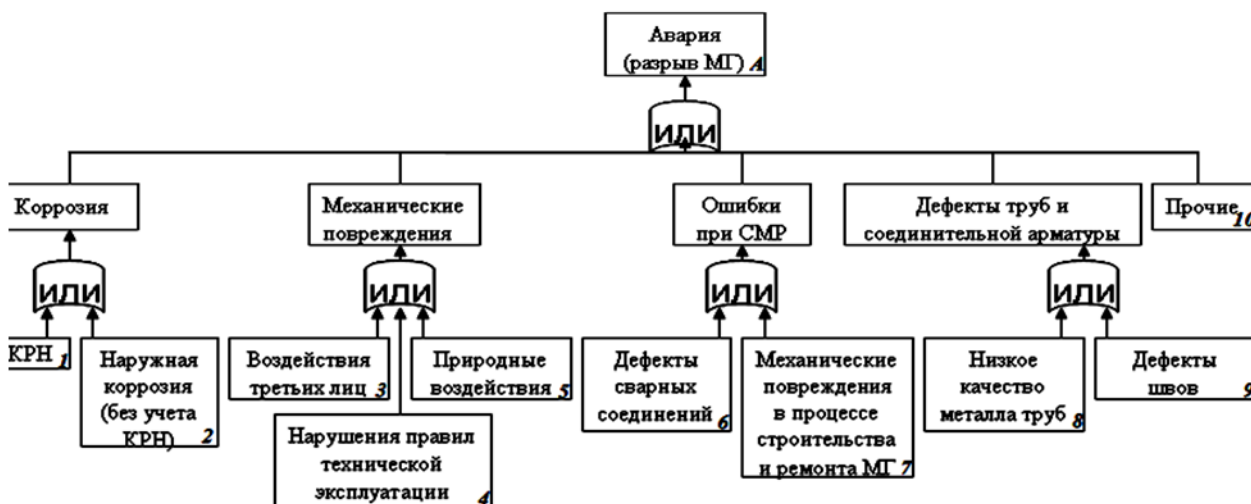 Авария
(разрыв МГ) A
ИЛИ
Коррозия
Механические
повреждения
Ошибки
при СМР
Дефекты труб и
соединительной арматуры
Прочие
10
ИЛИ
ИЛИ
ИЛИ
ИЛИ
КРН 1
Наружная
коррозия
(без учета
КРН) 2
Воздействия
третьих лиц 3
Нарушения правил
технической
эксплуатации 4
Природные
воздействия 5
Дефекты
сварных
соединений 6
Механические
повреждения
в процессе
строительства
и ремонта МГ 7
Низкое
качество
металла труб 8
Дефекты
швов 9